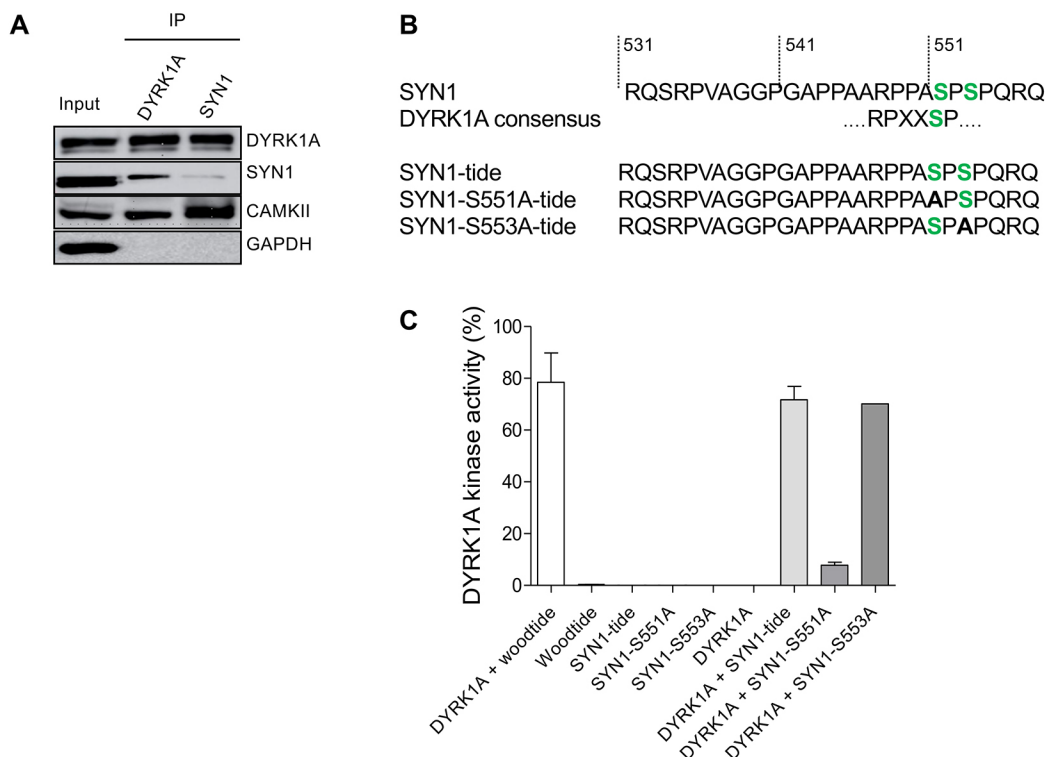 A
IP
Input
DYRK1A
SYN1
DYRK1A
SYN1
CAMKII
GAPDH
B
531
541
551
SYN1 RQSRPVAGGPGAPPAARPPASPSPQRQ
DYRK1A consensus ....RPXXSP....
SYN1-tide RQSRPVAGGPGAPPAARPPASPSPQRQ
SYN1-S551A-tide RQSRPVAGGPGAPPAARPPAAPSPQRQ
SYN1-S553A-tide RQSRPVAGGPGAPPAARPPASPAPQRQ
C
DYRK1A kinase activity (%)
100
80
60
40
20
0
DYRK1A + woodtide
Woodtide
SYN1-tide
SYN1-S551A
SYN1-S553A
DYRK1A
DYRK1A + SYN1-tide
DYRK1A + SYN1-S551A
DYRK1A + SYN1-S553A